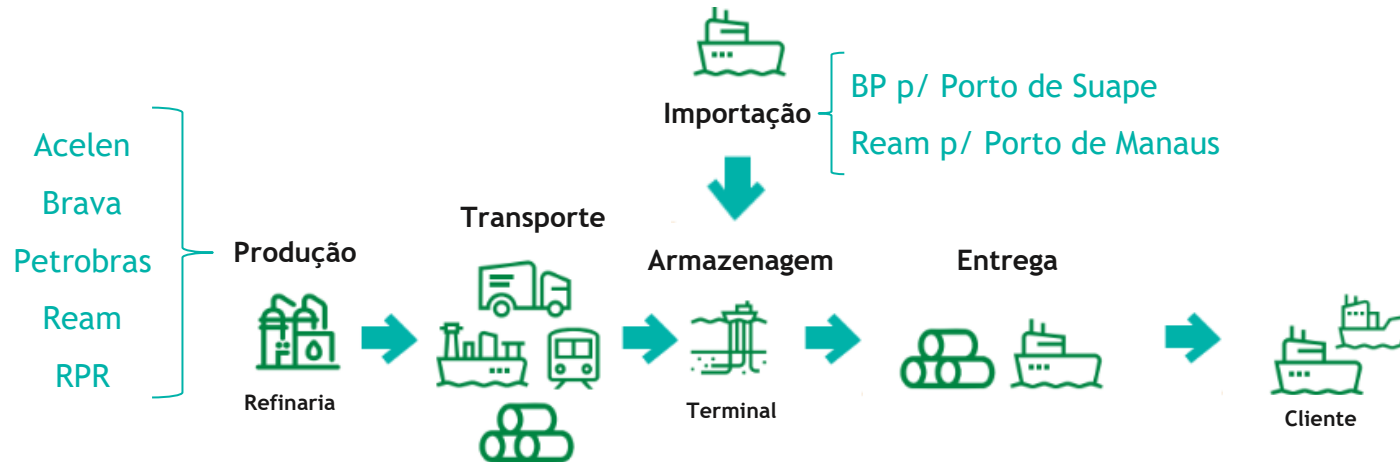 Importação
BP p/ Porto de Suape
Ream p/ Porto de Manaus
Acelen
Brava
Petrobras
Ream
RPR
Produção
Refinaria
Transporte
Armazenagem
Terminal
Entrega
Cliente